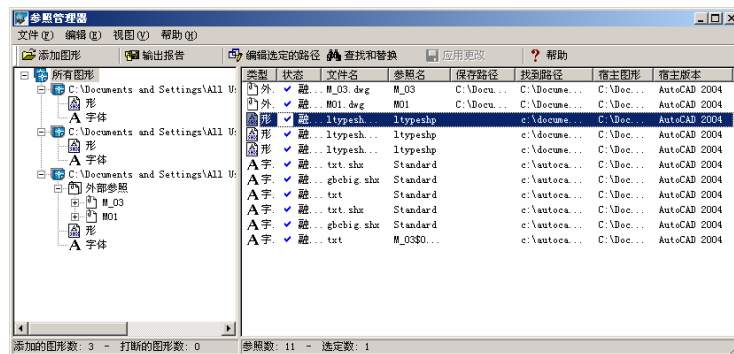 参照管理器
文件(F) 编辑(E) 视图(V) 帮助(H)
添加图形 输出报告 编辑选定的路径 查找和替换 应用更改 帮助
所有图形
C:\Documents and Settings\All U
形
字体
C:\Documents and Settings\All U
形
字体
C:\Documents and Settings\All U
外部参照
M_03
M01
形
字体
类型 状态 文件名 参照名 保存路径 找到路径 宿主图形 宿主版本
外. 融... M_03.dwg M_03 C:\Docu... C:\Docume... C:\Doc... AutoCAD 2004
外. 融... M01.dwg M01 C:\Docu... C:\Docume... C:\Doc... AutoCAD 2004
形 融... ltypesh... ltypeshp c:\docume... C:\Doc... AutoCAD 2004
形 融... ltypesh... ltypeshp c:\docume... C:\Doc... AutoCAD 2004
形 融... ltypesh... ltypeshp c:\docume... C:\Doc... AutoCAD 2004
字. 融... txt.shx Standard c:\autoca... C:\Doc... AutoCAD 2004
字. 融... gbcbig.shx Standard c:\autoca... C:\Doc... AutoCAD 2004
字. 融... txt Standard c:\autoca... C:\Doc... AutoCAD 2004
字. 融... txt.shx Standard c:\autoca... C:\Doc... AutoCAD 2004
字. 融... gbcbig.shx Standard c:\autoca... C:\Doc... AutoCAD 2004
字. 融... txt M_03$0... c:\autoca... C:\Doc... AutoCAD 2004
添加的图形数: 3 - 打断的图形数: 0
参照数: 11 - 选定数: 1